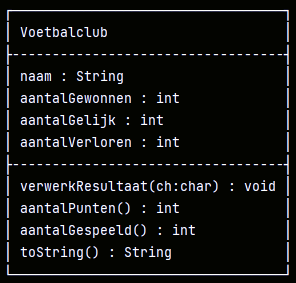 Voetbalclub
naam : String
aantalGewonnen : int
aantalGelijk : int
aantalVerloren : int
verwerkResultaat(ch:char) : void
aantalPunten() : int
aantalGespeeld() : int
toString() : String